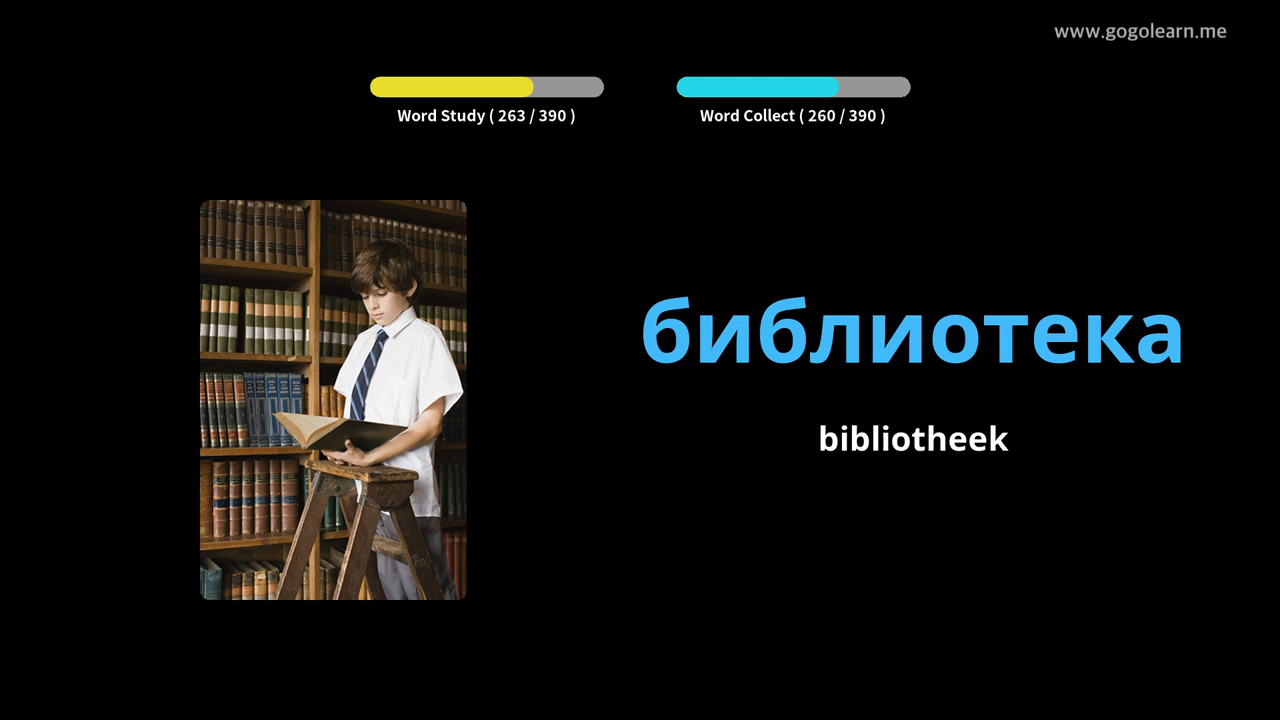 www.gogolearn.me
Word Study ( 263 / 390 )
Word Collect ( 260 / 390 )
библиотека
bibliotheek